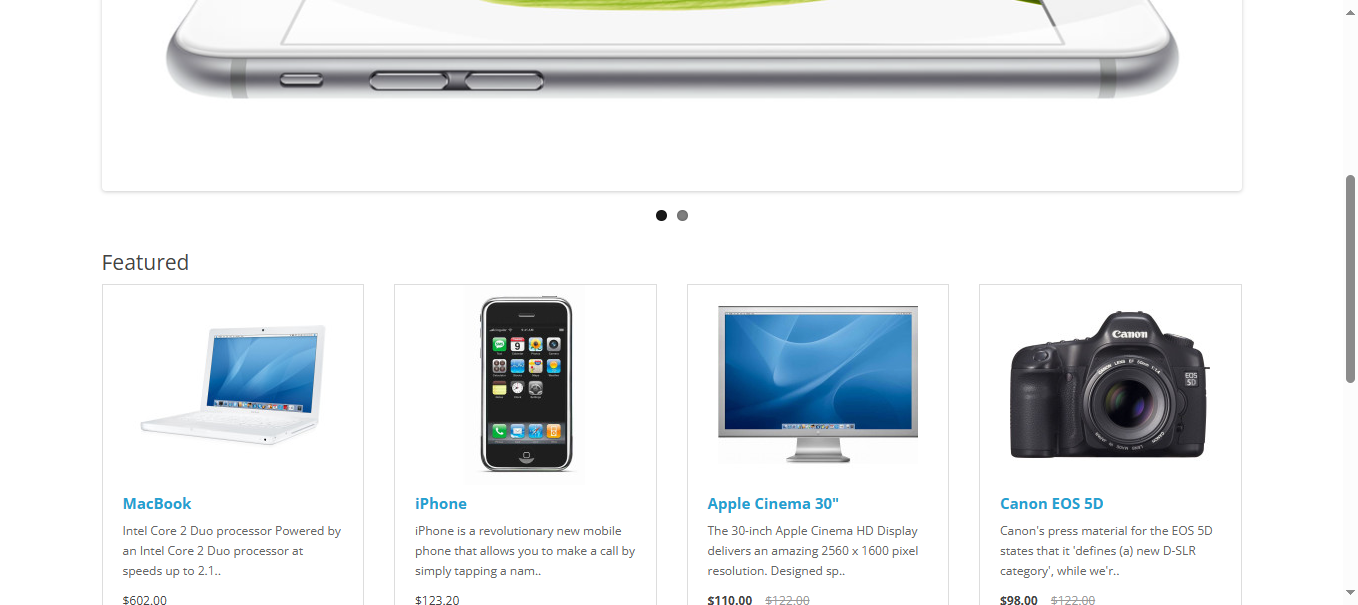 Featured
MacBook
Intel Core 2 Duo processor Powered by
an Intel Core 2 Duo processor at
speeds up to 2.1..
$602.00
iPhone
iPhone is a revolutionary new mobile
phone that allows you to make a call by
simply tapping a nam..
$123.20
Apple Cinema 30"
The 30-inch Apple Cinema HD Display
delivers an amazing 2560 x 1600 pixel
resolution. Designed sp..
$110.00 $122.00
Canon
EOS
5D
Canon EOS 5D
Canon's press material for the EOS 5D
states that it 'defines (a) new D-SLR
category', while we'r..
$98.00 $122.00